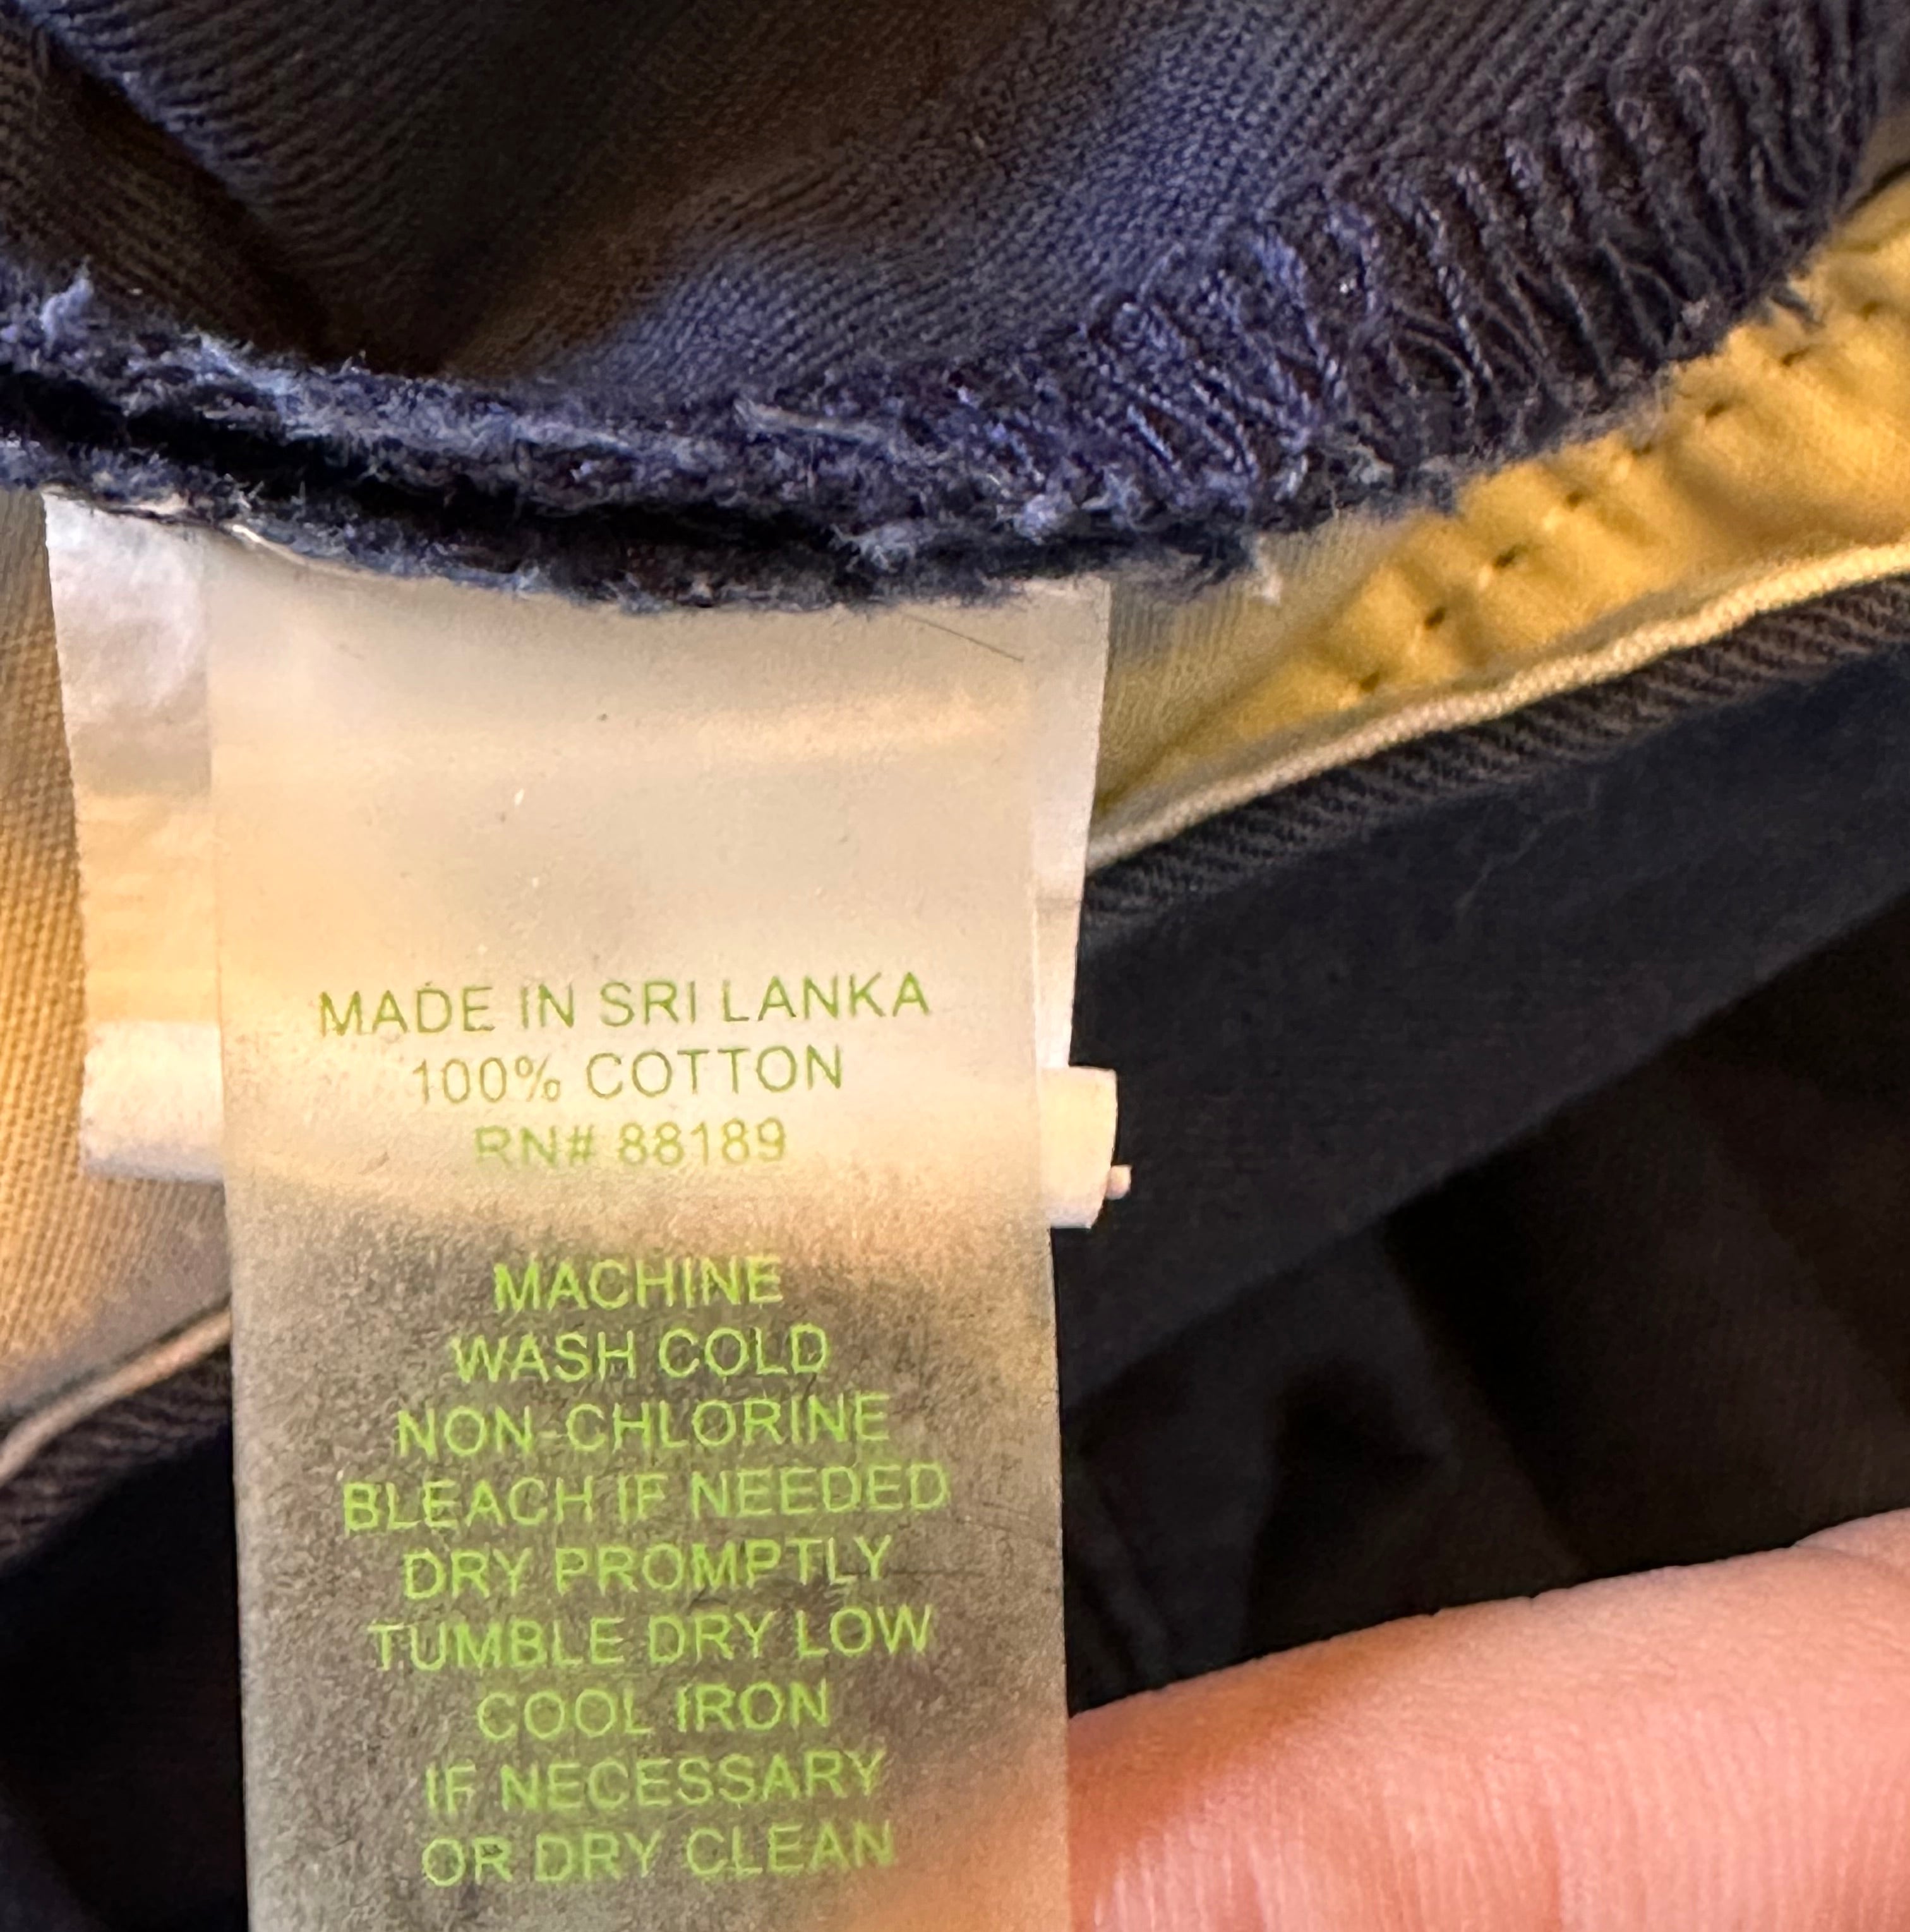 MADE IN SRI LANKA
100% COTTON
RN# 88189
MACHINE
WASH COLD
NON-CHLORINE
BLEACH IF NEEDED
DRY PROMPTLY
TUMBLE DRY LOW
COOL IRON
IF NECESSARY
OR DRY CLEAN